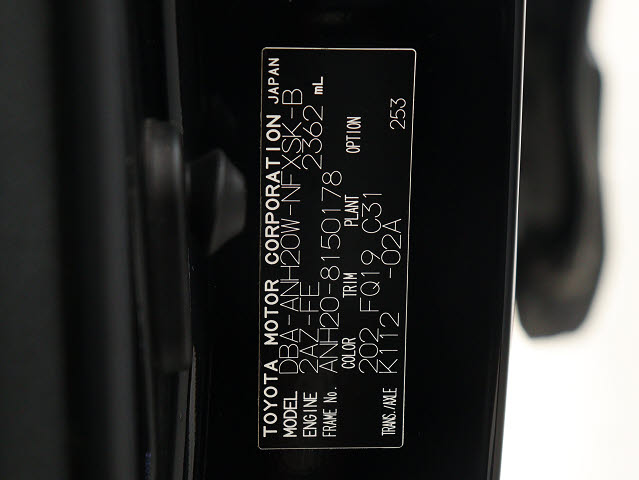 TOYOTA MOTOR CORPORATION JAPAN
MODEL DBA-ANH20W-NFXSK-B
ENGINE 2AZ-FE 2362 mL
FRAME No. ANH20-8150178
COLOR TRIM PLANT OPTION
202 FQ19 C31
TRANS./AXLE K112 -02A 253